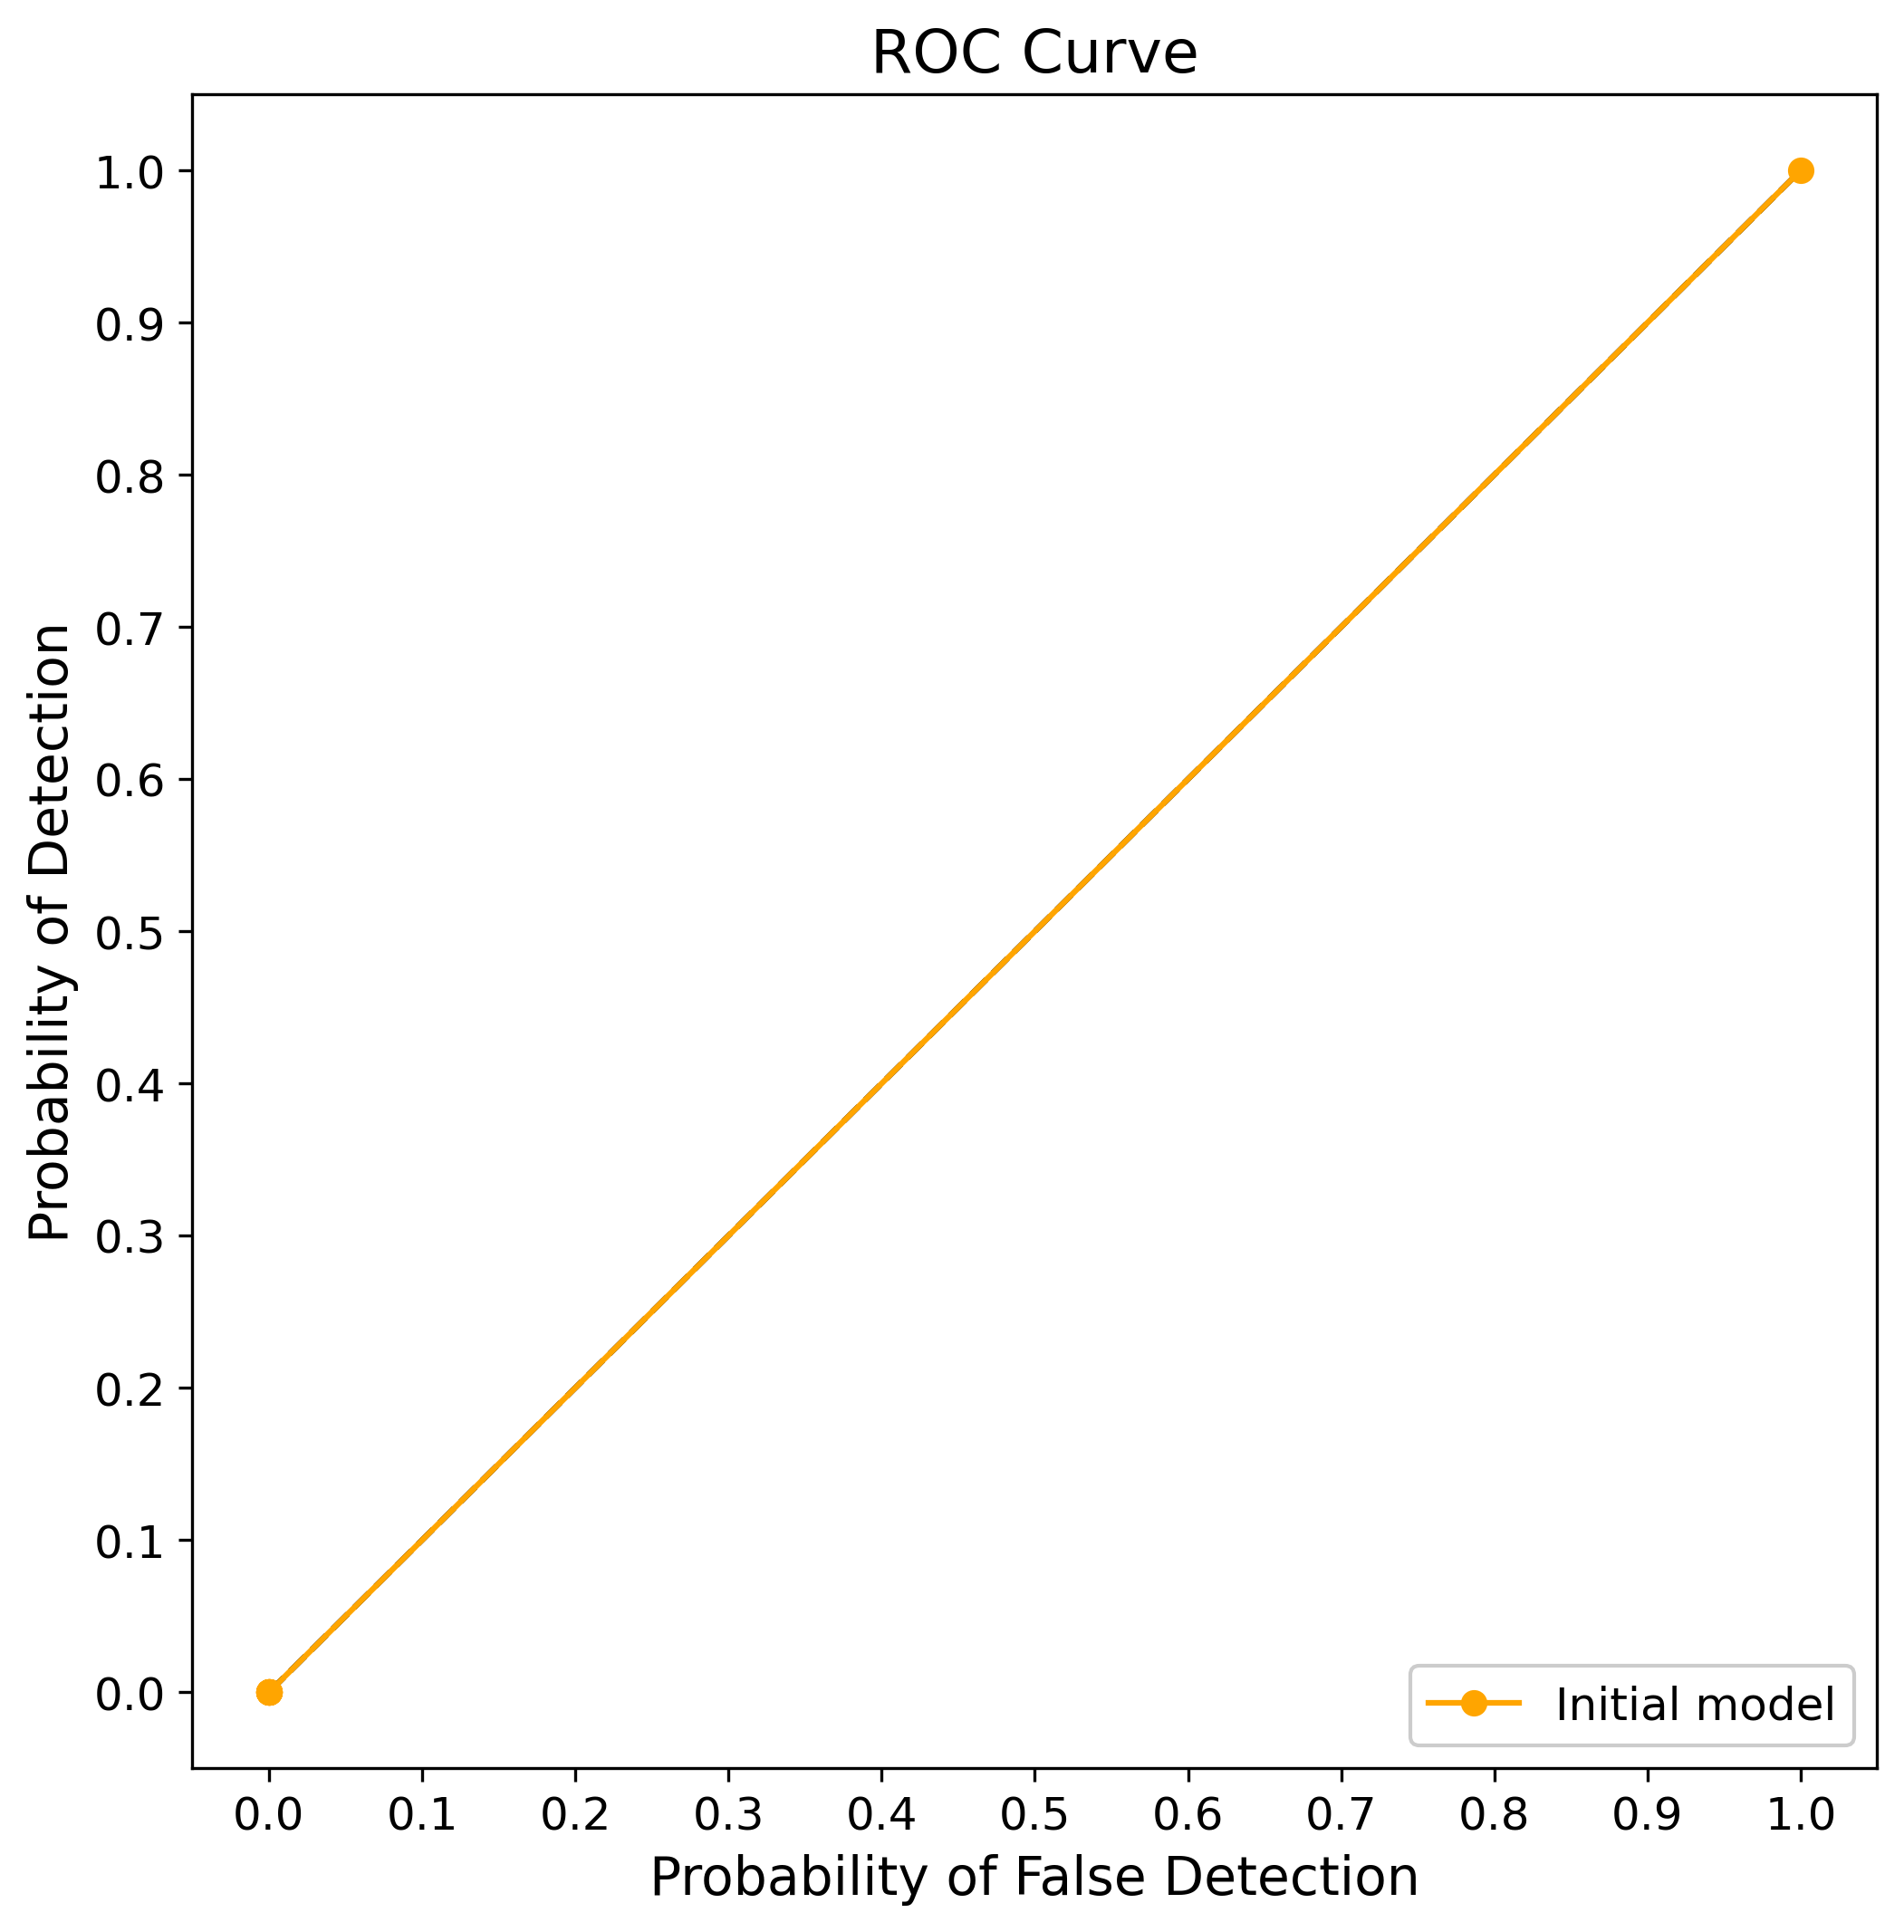 ROC Curve
Probability of Detection
1.0
0.9
0.8
0.7
0.6
0.5
0.4
0.3
0.2
0.1
0.0
Initial model
0.0 0.1 0.2 0.3 0.4 0.5 0.6 0.7 0.8 0.9 1.0
Probability of False Detection